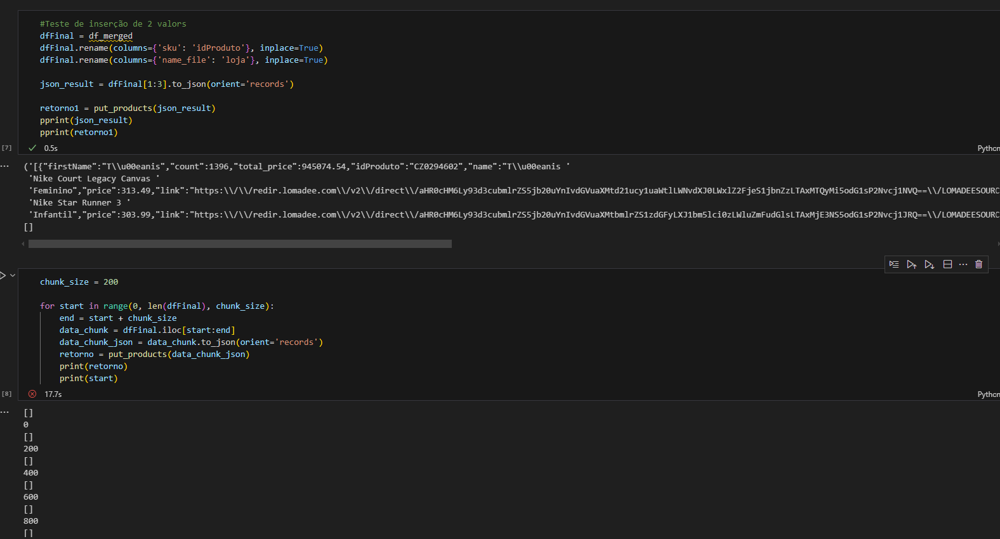 #Teste de inserção de 2 valors
dfFinal = df_merged
dfFinal.rename(columns={'sku': 'idProduto'}, inplace=True)
dfFinal.rename(columns={'name_file': 'loja'}, inplace=True)
json_result = dfFinal[1:3].to_json(orient='records')
retorno1 = put_products(json_result)
pprint(json_result)
pprint(retorno1)
[7] 0.5s Python
('[{"firstName":"T\\u00eanis","count":1396,"total_price":945074.54,"idProduto":"CZ0294602","name":"T\\u00eanis '
'Nike Court Legacy Canvas '
'Feminino","price":313.49,"link":"https:\\/\\/redir.lomadee.com\\/v2\\/direct\\/aHR0cHM6Ly93d3cubmlrZS5jb20uYnIvdGVuaXMtd21ucy1uaWtlLWNvdXJ0LWxlZ2FjeS1jbnZzLTAxMTQyMi5odG1sP2Nvcj1NVQ==\\/LOMADEESOURC
'Nike Star Runner 3 '
'Infantil","price":303.99,"link":"https:\\/\\/redir.lomadee.com\\/v2\\/direct\\/aHR0cHM6Ly93d3cubmlrZS5jb20uYnIvdGVuaXMtbmlrZS1zdGFyLXJ1bm5lci0zLWluZmFudGlsLTAxMjE3NS5odG1sP2Nvcj1JRQ==\\/LOMADEESOURC
[]
chunk_size = 200
for start in range(0, len(dfFinal), chunk_size):
end = start + chunk_size
data_chunk = dfFinal.iloc[start:end]
data_chunk_json = data_chunk.to_json(orient='records')
retorno = put_products(data_chunk_json)
print(retorno)
print(start)
[8] 17.7s Python
[]
0
[]
200
[]
400
[]
600
[]
800
[]